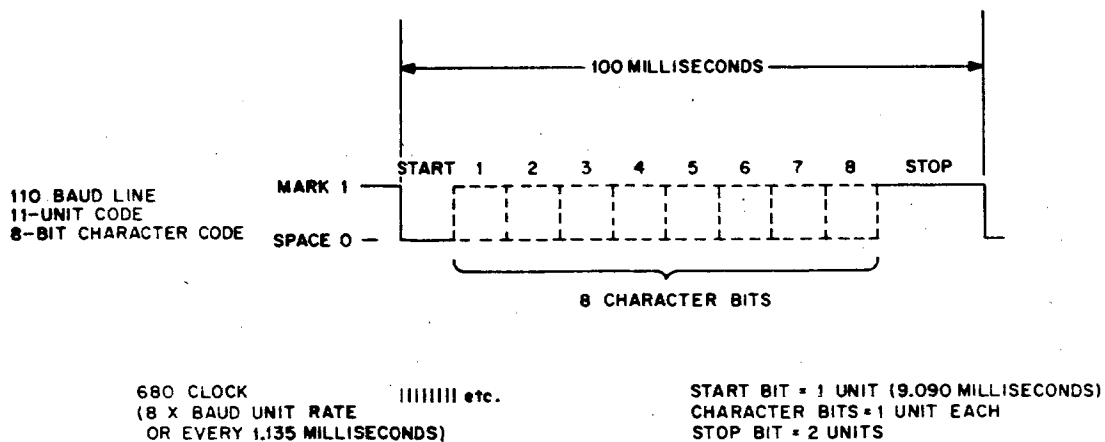 100 MILLISECONDS
START 1 2 3 4 5 6 7 8 STOP
110 BAUD LINE
11-UNIT CODE
8-BIT CHARACTER CODE
MARK 1
SPACE 0
8 CHARACTER BITS
680 CLOCK
(8 X BAUD UNIT RATE
OR EVERY 1.135 MILLISECONDS)
etc.
START BIT = 1 UNIT (9.090 MILLISECONDS)
CHARACTER BITS = 1 UNIT EACH
STOP BIT = 2 UNITS